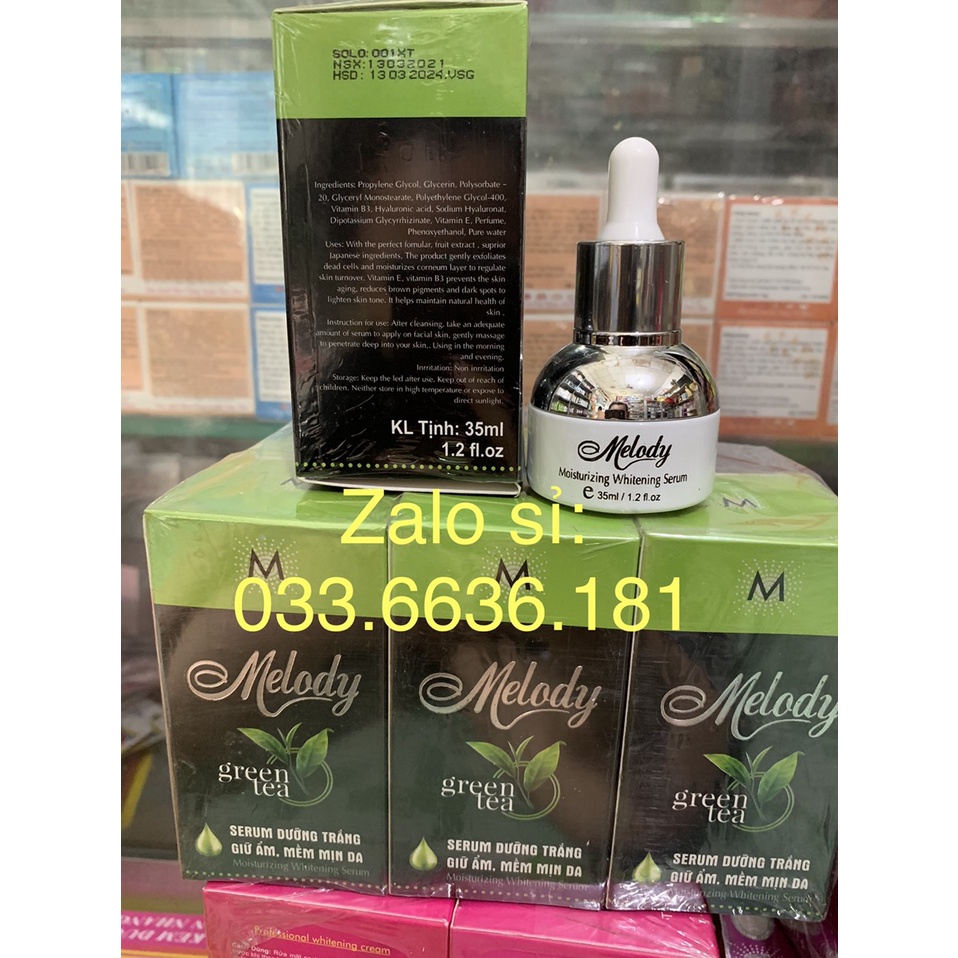 SOLO: 001XT
NSX: 13032021
HSD: 13032024.VSG
Ingredients: Propylene Glycol, Glycerin, Polysorbate –
20, Glyceryl Monostearate, Polyethylene Glycol-400,
Vitamin B3, Hyaluronic acid, Sodium Hyaluronat,
Dipotassium Glycyrrhizinate, Vitamin E, Perfume,
Phenoxyethanol, Pure water
Uses: With the perfect fomular, fruit extract , suprior
Japanese ingredients. The product gently exfoliates
dead cells and moisturizes corneum layer to regulate
skin turnover. Vitamin E, vitamin B3 prevents the skin
aging, reduces brown pigments and dark spots to
lighten skin tone. It helps maintain natural health of
skin .
Instruction for use: After cleansing, take an adequate
amount of serum to apply on facial skin, gently massage
to penetrate deep into your skin,. Using in the morning
and evening.
Inrritation: Non inrritation
Storage: Keep the led after use. Keep out of reach of
children. Neither store in high temperature or expose to
direct sunlight.
KL Tịnh: 35ml
1.2 fl.oz
Melody
Moisturizing Whitening Serum
e 35ml / 1.2 fl.oz
Zalo sỉ:
033.6636.181
M
Melody
green
tea
SERUM DƯỠNG TRẮNG
GIỮ ẨM, MỀM MỊN DA
Moisturizing Whitening Serum
M
Melody
green
tea
SERUM DƯỠNG TRẮNG
GIỮ ẨM, MỀM MỊN DA
Moisturizing Whitening Serum
M
Melody
green
tea
SERUM DƯỠNG TRẮNG
GIỮ ẨM, MỀM MỊN DA
Moisturizing Whitening Serum
Professional whitening cream